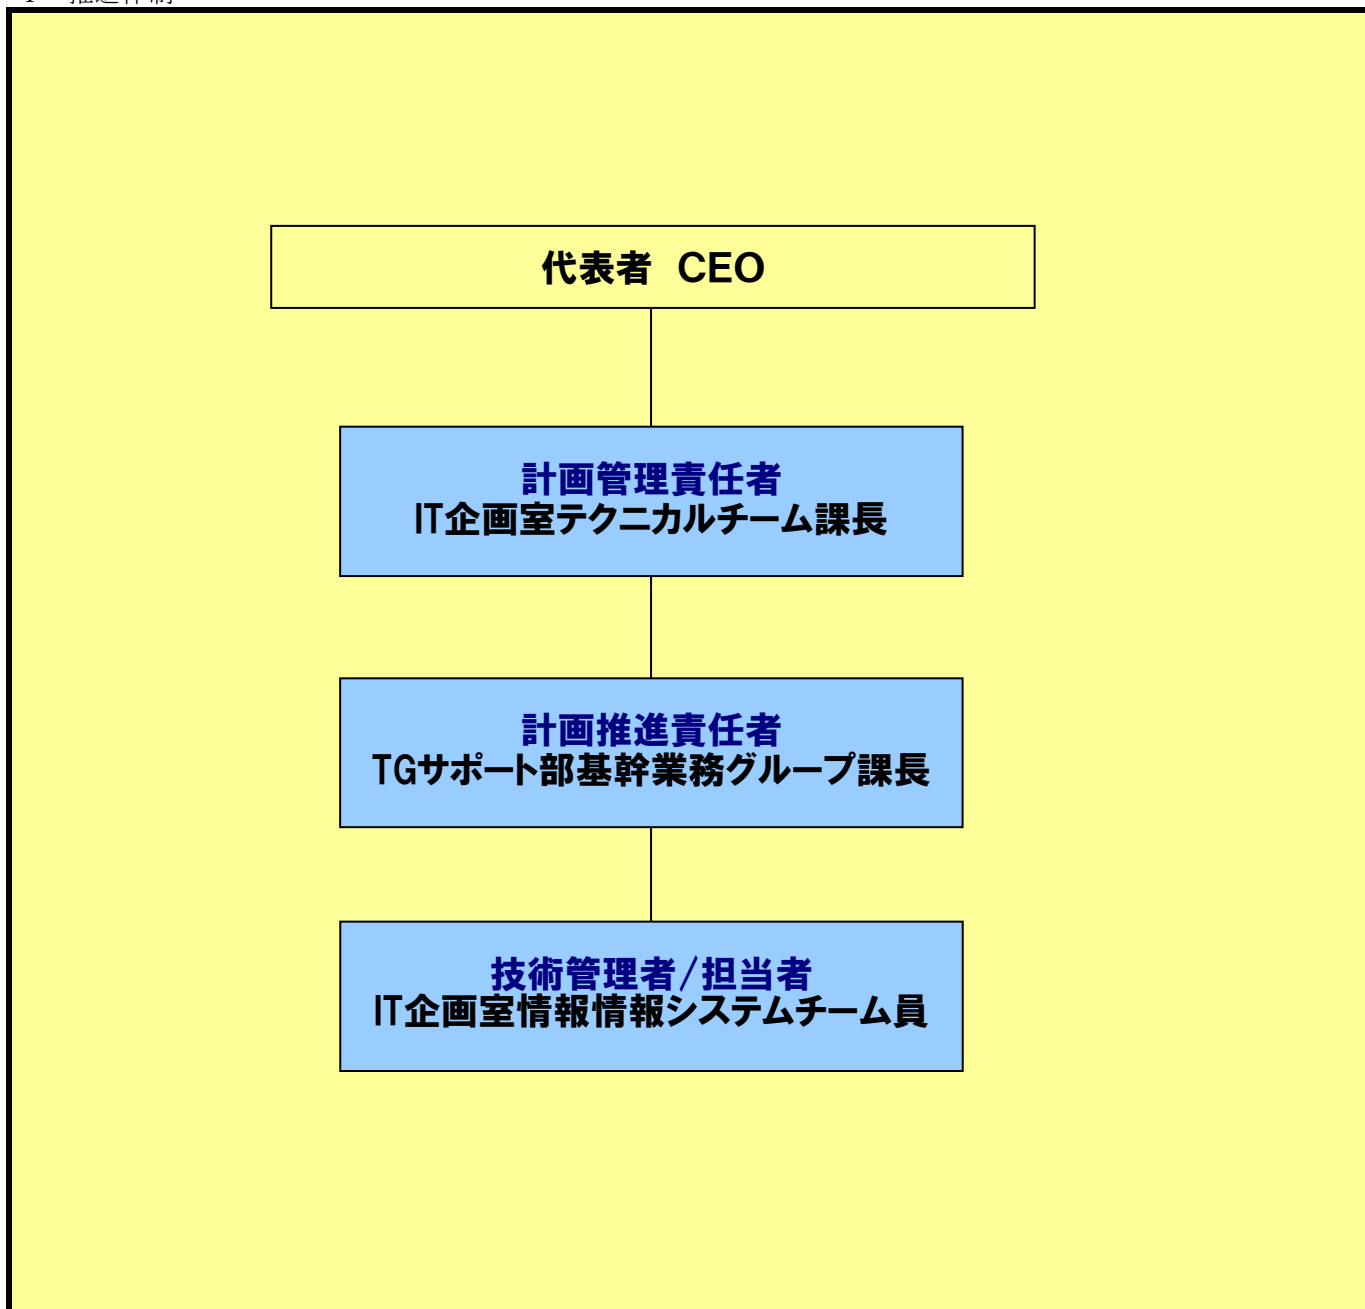 代表者 CEO
計画管理責任者
IT企画室テクニカルチーム課長
計画推進責任者
TGサポート部基幹業務グループ課長
技術管理者/担当者
IT企画室情報情報システムチーム員